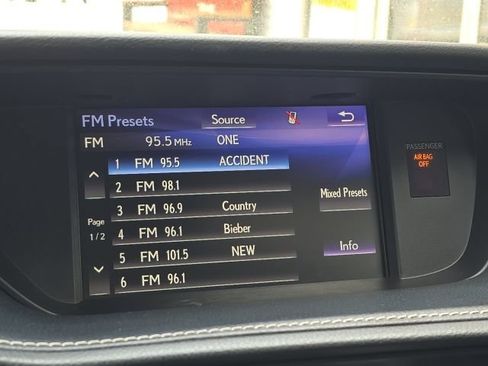 FM Presets Source
FM 95.5 MHz ONE
1 FM 95.5 ACCIDENT
2 FM 98.1
3 FM 96.9 Country
4 FM 96.1 Bieber
5 FM 101.5 NEW
6 FM 96.1
Page
1/2
Mixed Presets
Info
PASSENGER
AIR BAG
OFF